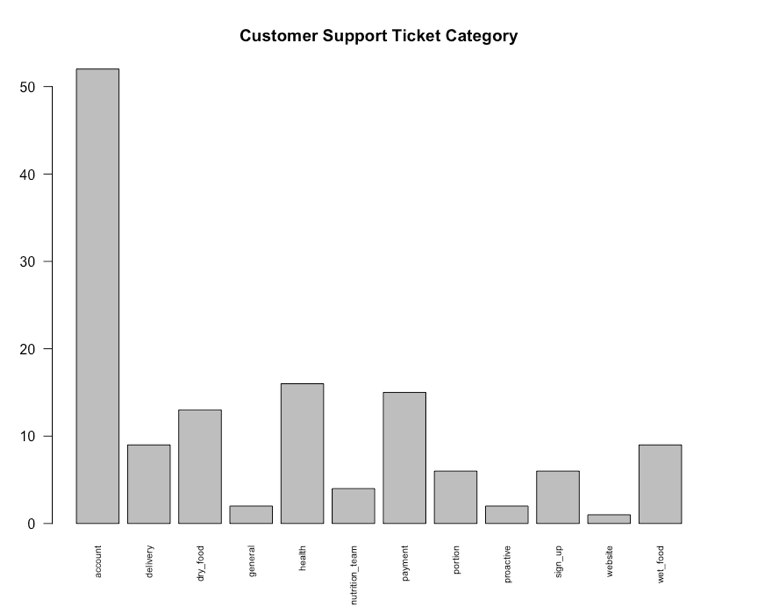 Customer Support Ticket Category
50
40
30
20
10
0
account
delivery
dry_food
general
health
nutrition_team
payment
portion
proactive
sign_up
website
wet_food